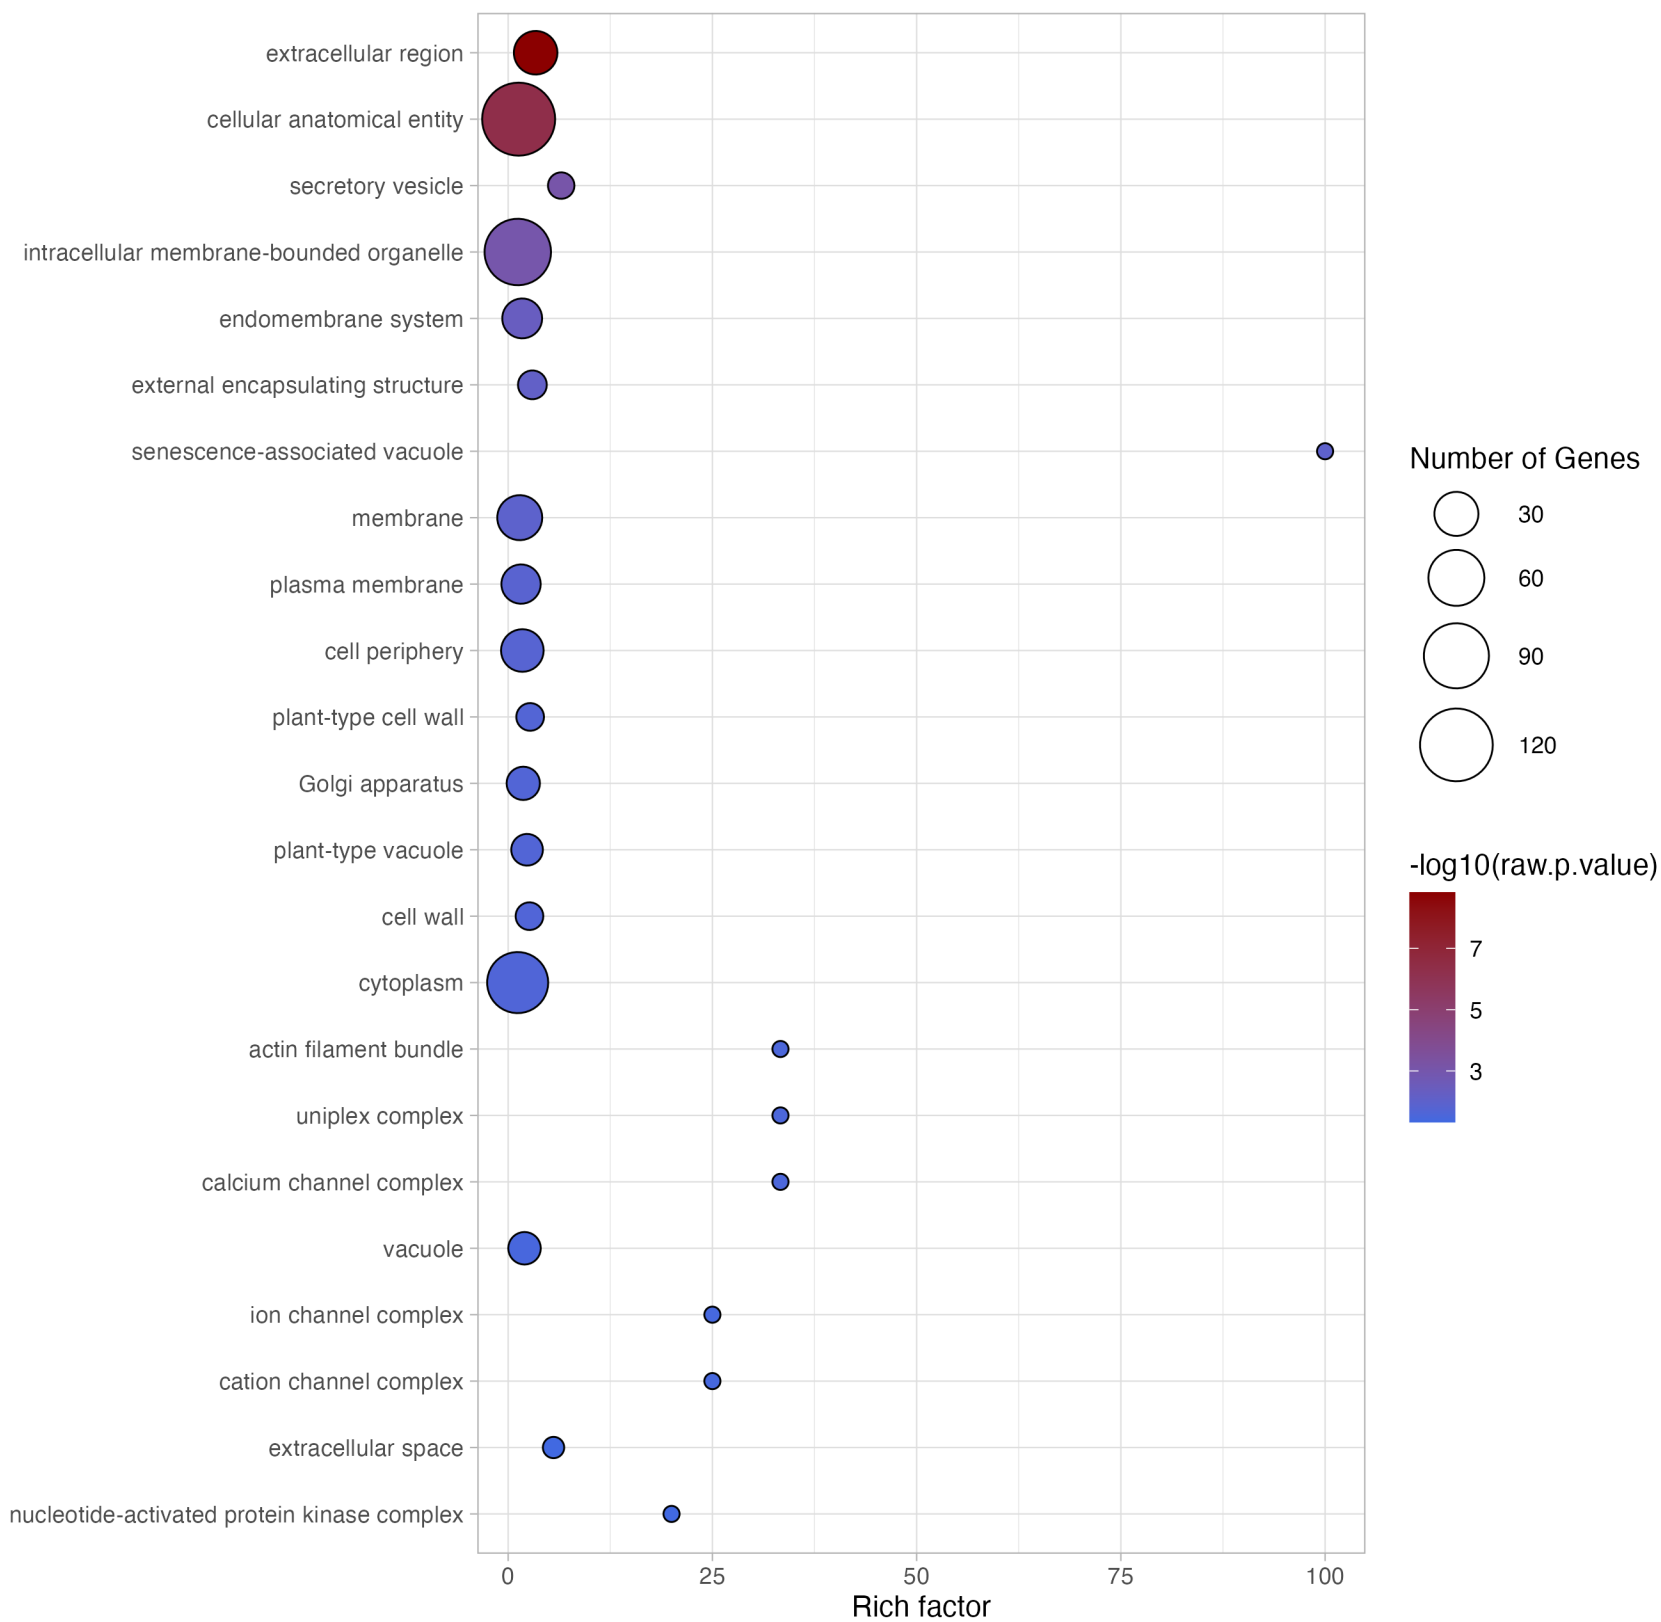 extracellular region
cellular anatomical entity
secretory vesicle
intracellular membrane-bounded organelle
endomembrane system
external encapsulating structure
senescence-associated vacuole
membrane
plasma membrane
cell periphery
plant-type cell wall
Golgi apparatus
plant-type vacuole
cell wall
cytoplasm
actin filament bundle
uniplex complex
calcium channel complex
vacuole
ion channel complex
cation channel complex
extracellular space
nucleotide-activated protein kinase complex
0 25 50 75 100
Rich factor
Number of Genes
30
60
90
120
-log10(raw.p.value)
7
5
3